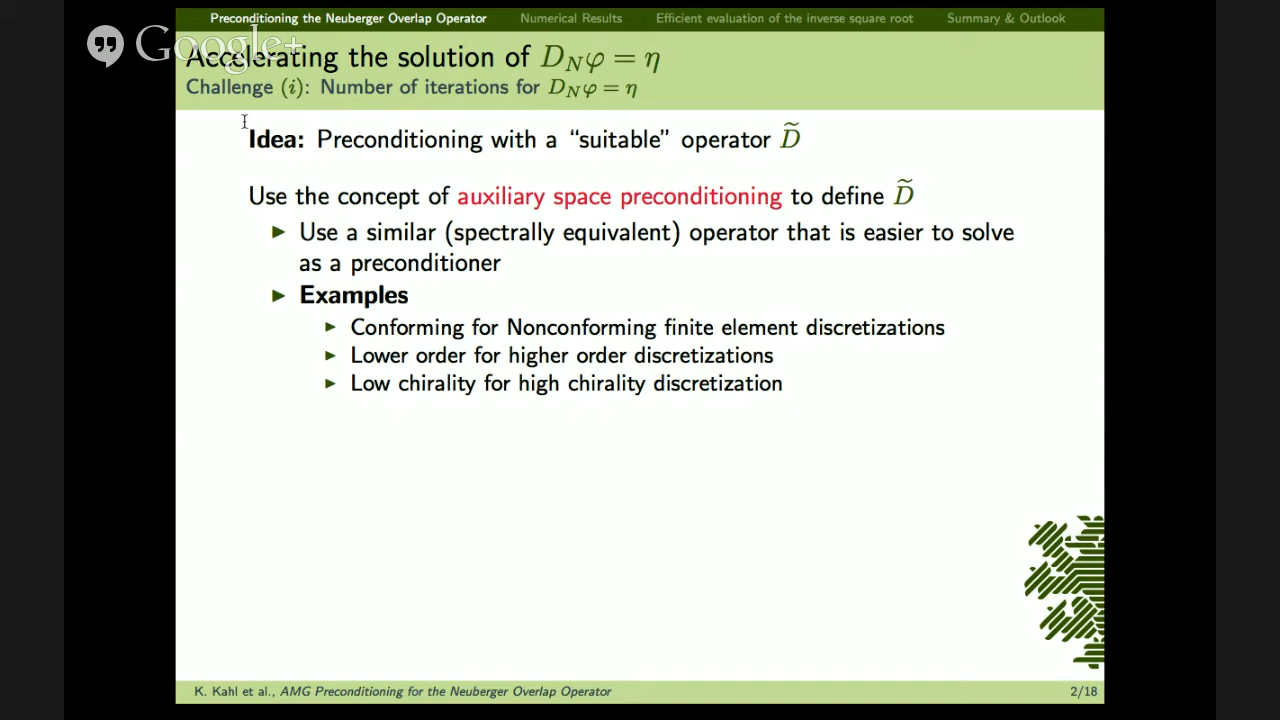 Preconditioning the Neuberger Overlap Operator Numerical Results Efficient evaluation of the inverse square root Summary & Outlook
Google+
Accelerating the solution of D_Nφ = η
Challenge (i): Number of iterations for D_Nφ = η
Idea: Preconditioning with a “suitable” operator D̃
Use the concept of auxiliary space preconditioning to define D̃
▶ Use a similar (spectrally equivalent) operator that is easier to solve
as a preconditioner
▶ Examples
▶ Conforming for Nonconforming finite element discretizations
▶ Lower order for higher order discretizations
▶ Low chirality for high chirality discretization
K. Kahl et al., AMG Preconditioning for the Neuberger Overlap Operator 2/18